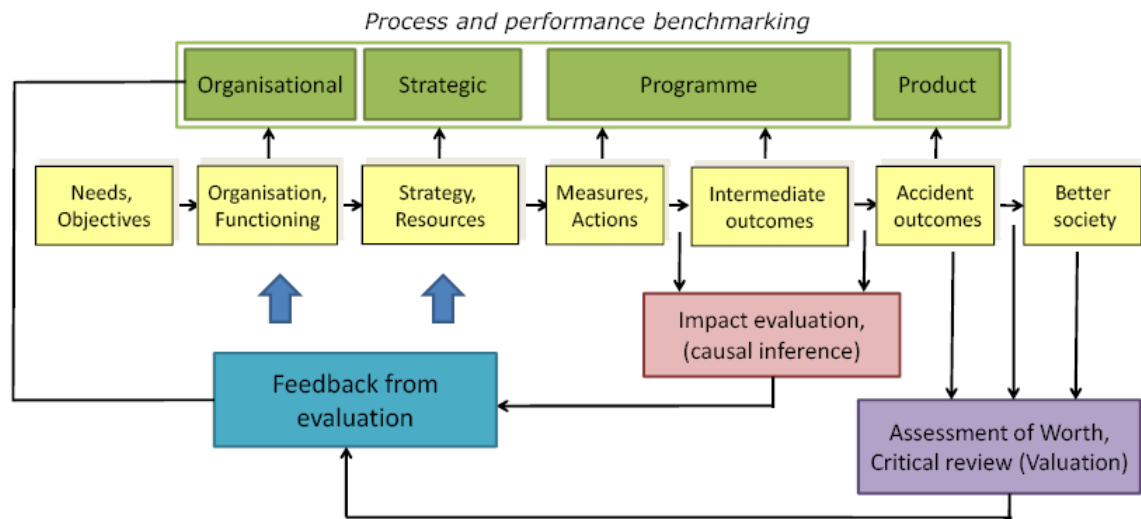 Process and performance benchmarking
Organisational
Strategic
Programme
Product
Needs,
Objectives
Organisation,
Functioning
Strategy,
Resources
Measures,
Actions
Intermediate
outcomes
Accident
outcomes
Better
society
Impact evaluation,
(causal inference)
Feedback from
evaluation
Assessment of Worth,
Critical review (Valuation)